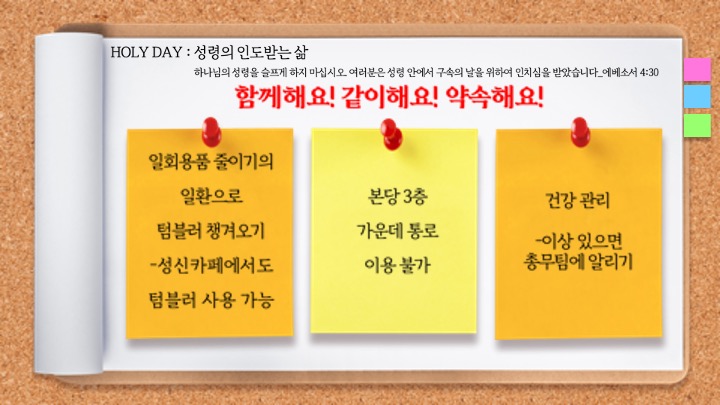 HOLY DAY : 성령의 인도받는 삶
하나님의 성령을 슬프게 하지 마십시오. 여러분은 성령 안에서 구속의 날을 위하여 인치심을 받았습니다._에베소서 4:30
함께해요! 같이해요! 약속해요!
일회용품 줄이기의
일환으로
텀블러 챙겨오기
-성신카페에서도
텀블러 사용 가능
본당 3층
가운데 통로
이용 불가
건강 관리
-이상 있으면
총무팀에 알리기